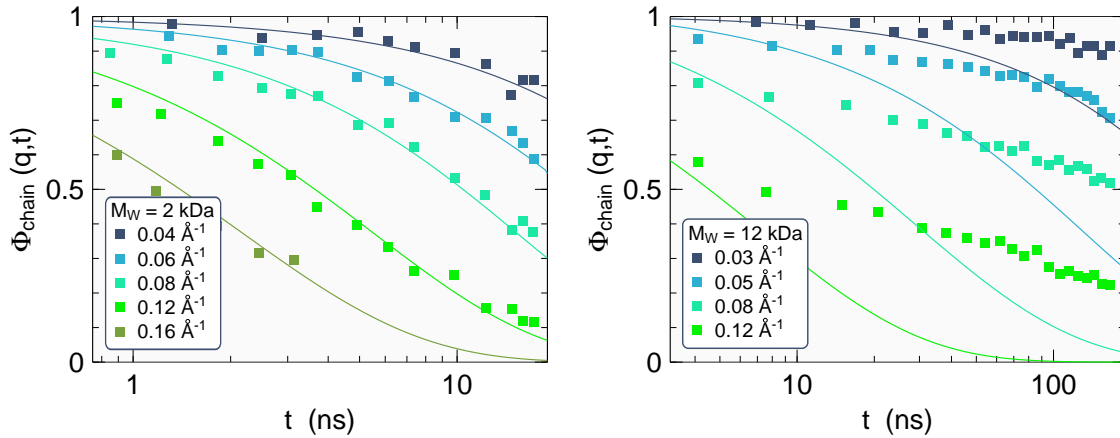 1
0.5
0
Φchain (q,t)
M_W = 2 kDa
0.04 Å⁻¹
0.06 Å⁻¹
0.08 Å⁻¹
0.12 Å⁻¹
0.16 Å⁻¹
1 10
t (ns)
1
0.5
0
Φchain (q,t)
M_W = 12 kDa
0.03 Å⁻¹
0.05 Å⁻¹
0.08 Å⁻¹
0.12 Å⁻¹
10 100
t (ns)